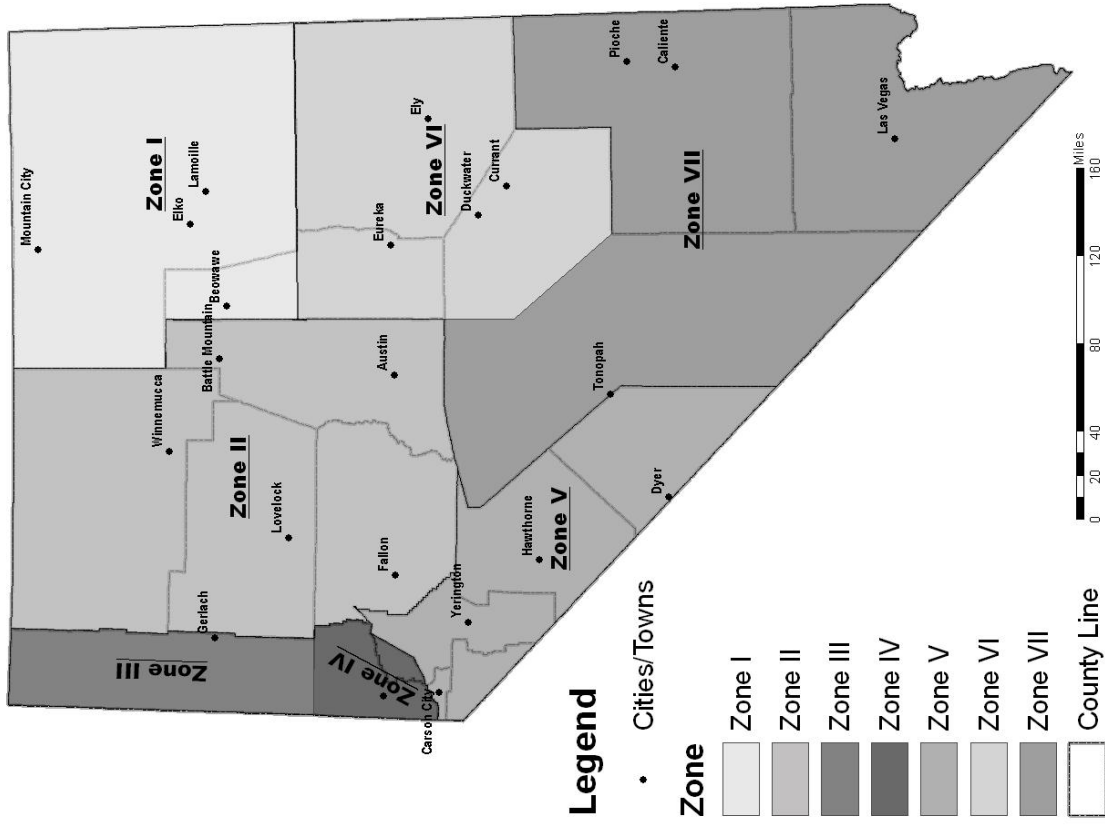 Mountain City
Zone I
Elko
Lamoille
Winnemucca
Battle Mountain
Beowawe
Zone II
Gerlach
Zone III
Lovelock
Ely
Zone VI
Eureka
Duckwater
Currant
Austin
Fallon
Zone IV
Carson City
Yerington
Hawthorne
Zone V
Dyer
Tonopah
Zone VII
Pioche
Caliente
Las Vegas
Miles
0 20 40 80 120 160
Legend
Cities/Towns
Zone
Zone I
Zone II
Zone III
Zone IV
Zone V
Zone VI
Zone VII
County Line